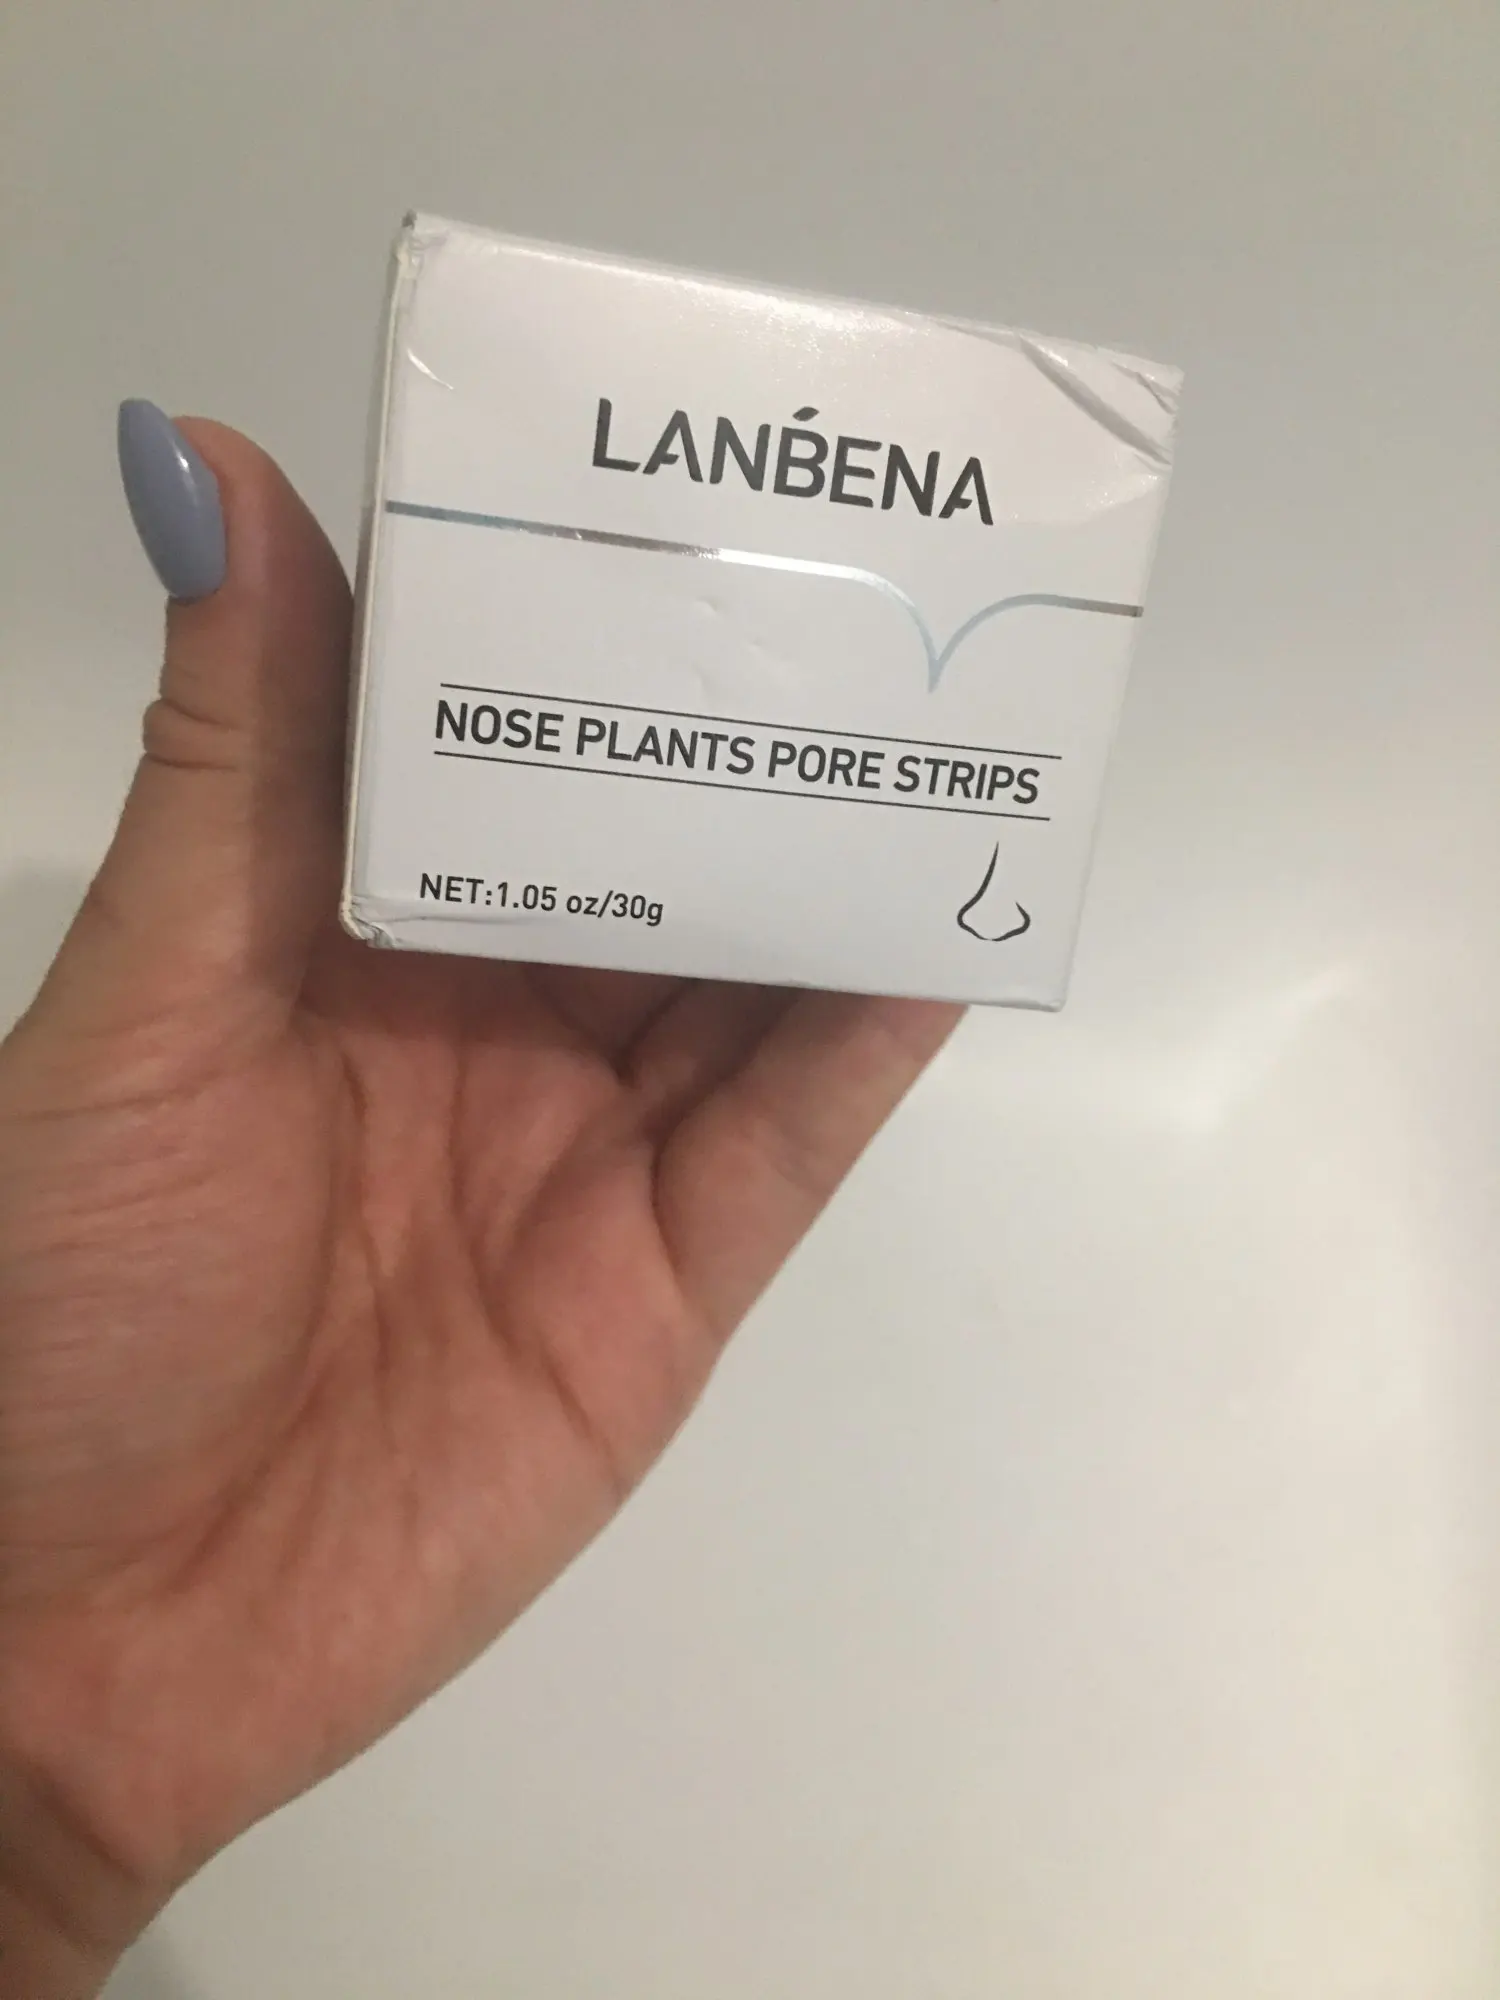 LANBENA
NOSE PLANTS PORE STRIPS
NET:1.05 oz/30g